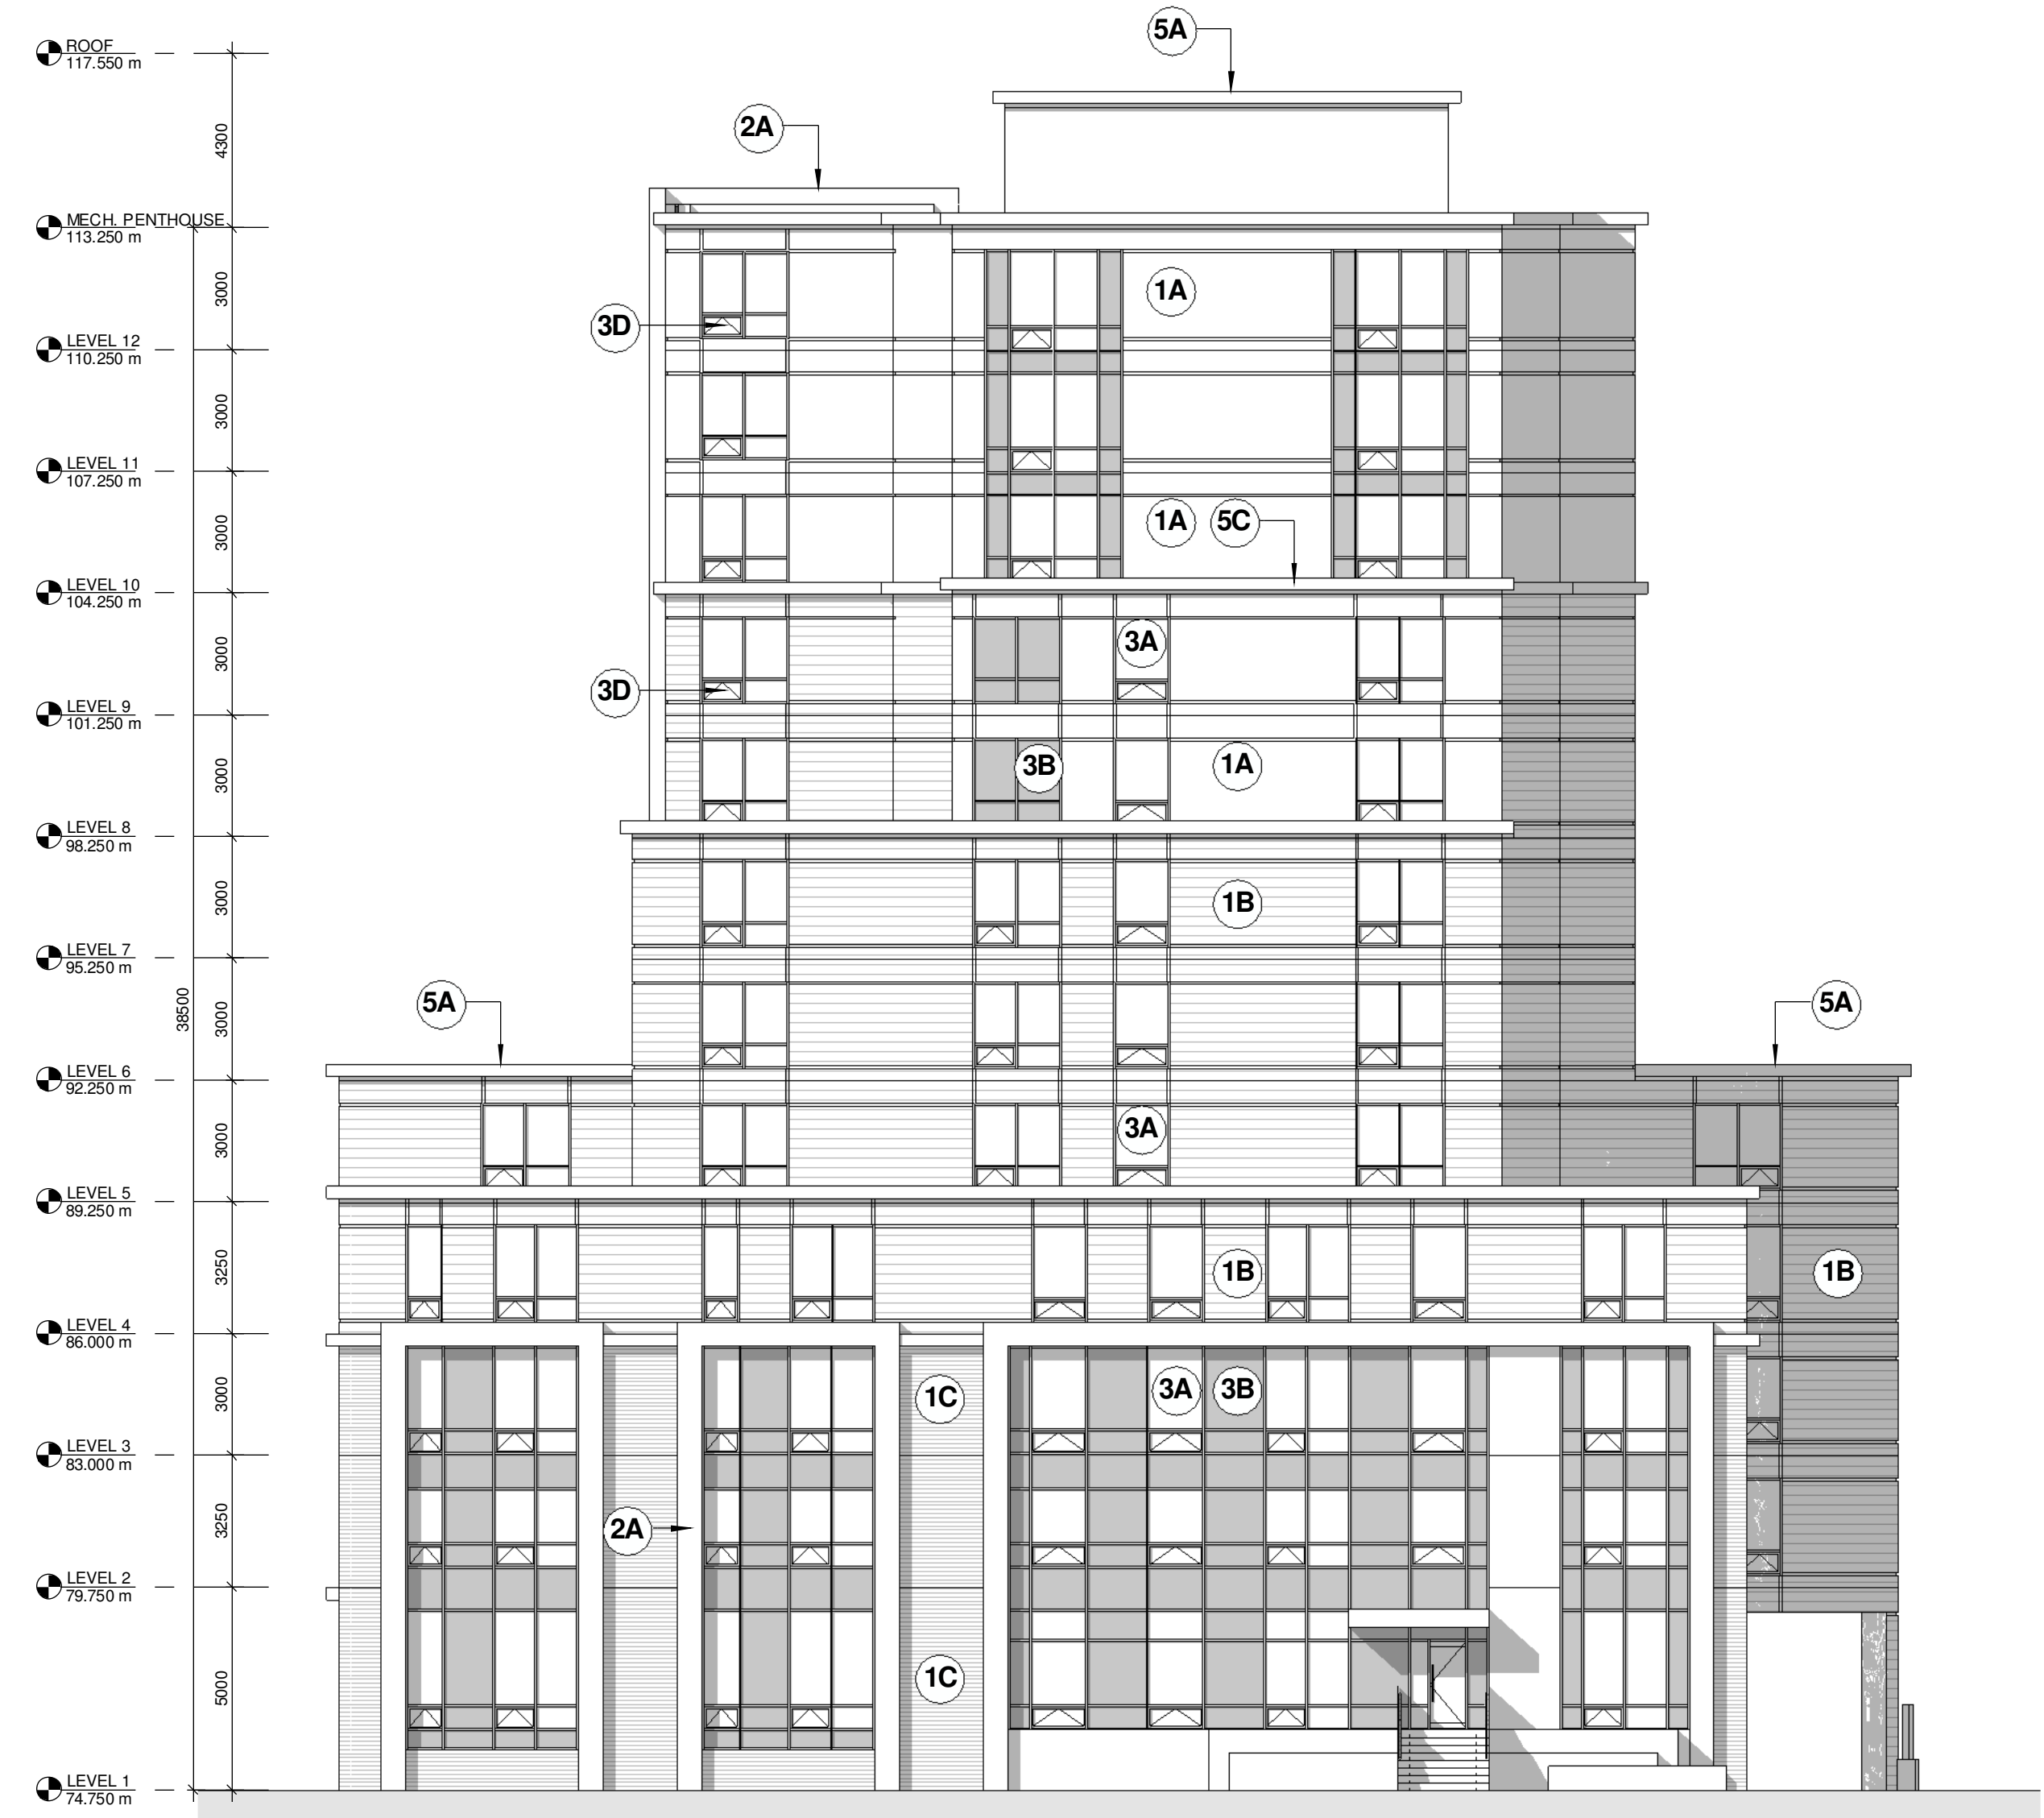 5A
ROOF
117.550 m
2A
4300
MECH. PENTHOUSE
113.250 m
1A
3000
3D
LEVEL 12
110.250 m
3000
LEVEL 11
107.250 m
1A
5C
3000
LEVEL 10
104.250 m
3A
3000
3D
LEVEL 9
101.250 m
3B
1A
3000
LEVEL 8
98.250 m
1B
3000
LEVEL 7
95.250 m
5A
5A
38500
3000
LEVEL 6
92.250 m
3A
3000
LEVEL 5
89.250 m
3250
1B
1B
LEVEL 4
86.000 m
3A
3B
1C
3000
LEVEL 3
83.000 m
3250
2A
LEVEL 2
79.750 m
1C
5000
LEVEL 1
74.750 m